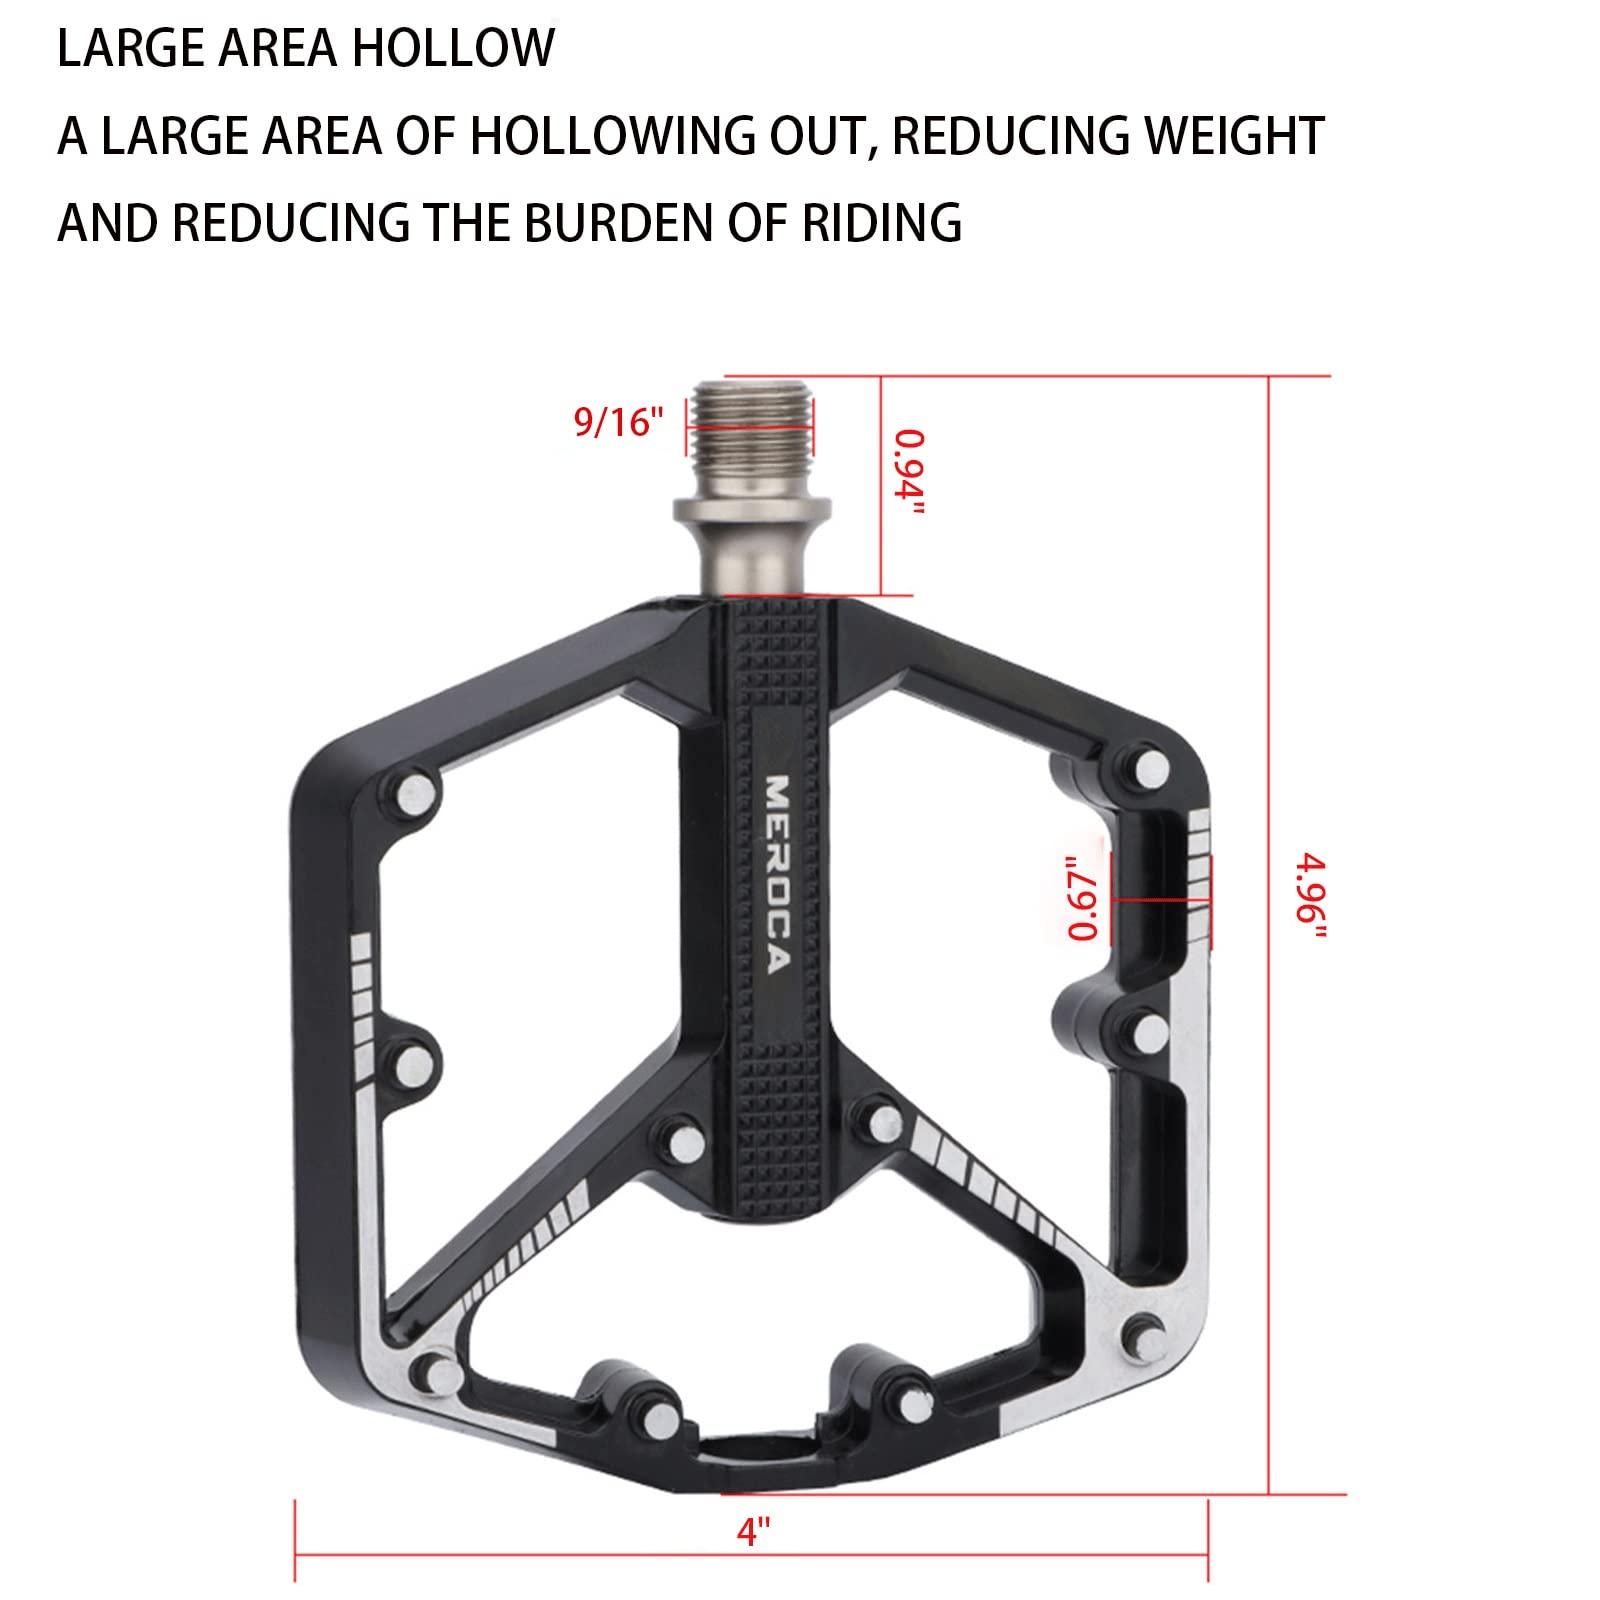 LARGE AREA HOLLOW
A LARGE AREA OF HOLLOWING OUT, REDUCING WEIGHT
AND REDUCING THE BURDEN OF RIDING
9/16"
0.94"
MEROCA
0.67"
4.96"
4"